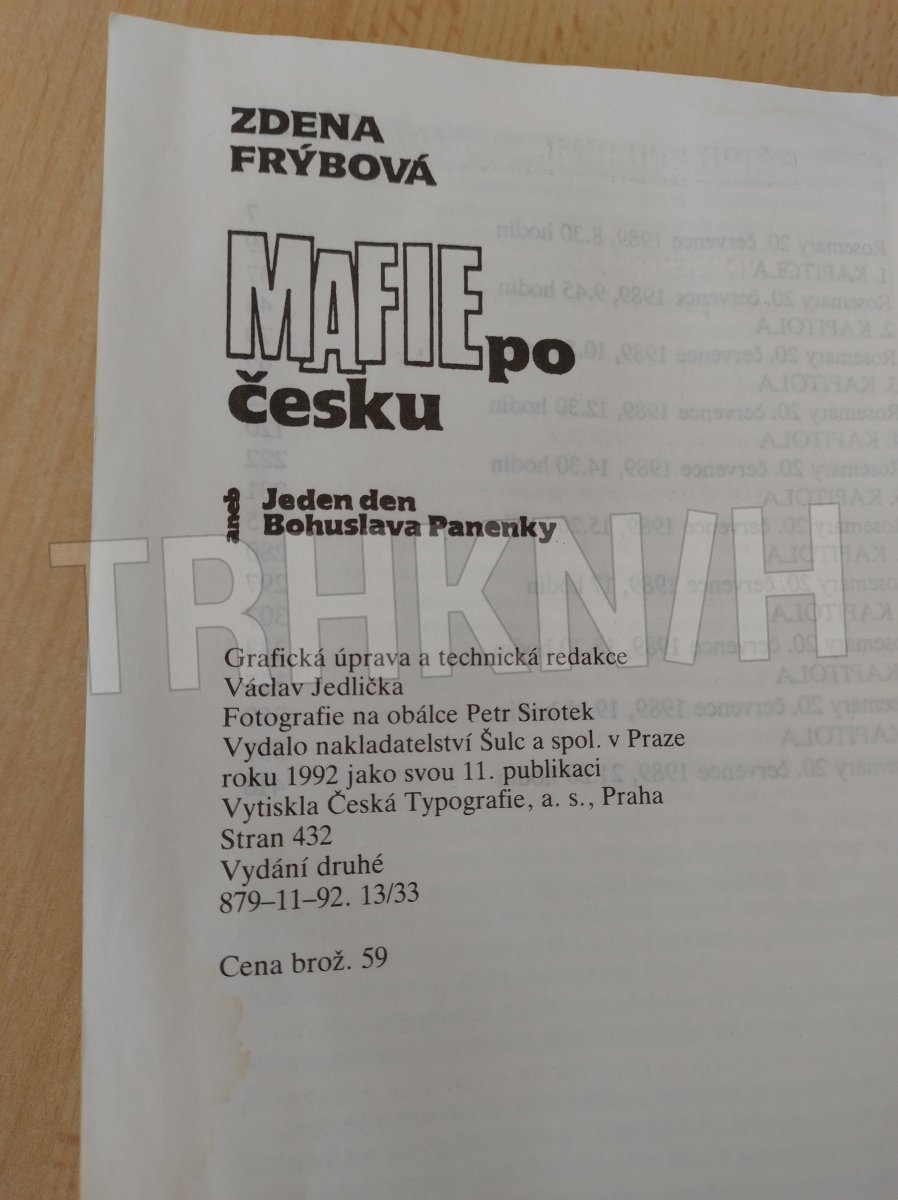 ZDENA
FRÝBOVÁ
MAFIE po
česku
aneb Jeden den
Bohuslava Panenky
TRHKNIH
Grafická úprava a technická redakce
Václav Jedlička
Fotografie na obálce Petr Sirotek
Vydalo nakladatelství Šulc a spol. v Praze
roku 1992 jako svou 11. publikaci
Vytiskla Česká Typografie, a. s., Praha
Stran 432
Vydání druhé
879–11–92. 13/33
Cena brož. 59